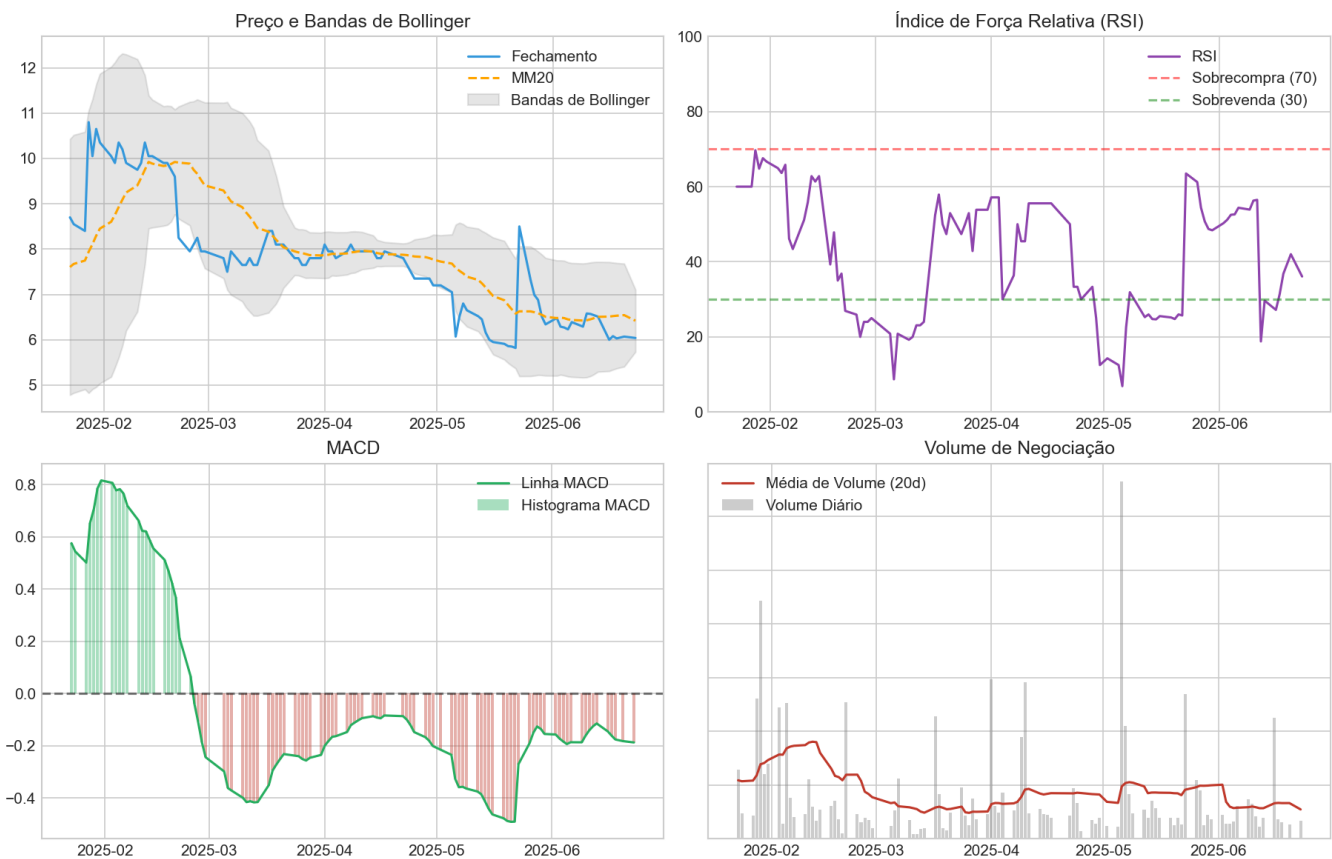 Preço e Bandas de Bollinger
Fechamento
MM20
Bandas de Bollinger
12
11
10
9
8
7
6
5
2025-02 2025-03 2025-04 2025-05 2025-06
Índice de Força Relativa (RSI)
RSI
Sobrecompra (70)
Sobrevenda (30)
100
80
60
40
20
0
2025-02 2025-03 2025-04 2025-05 2025-06
MACD
Linha MACD
Histograma MACD
0.8
0.6
0.4
0.2
0.0
−0.2
−0.4
2025-02 2025-03 2025-04 2025-05 2025-06
Volume de Negociação
Média de Volume (20d)
Volume Diário
2025-02 2025-03 2025-04 2025-05 2025-06